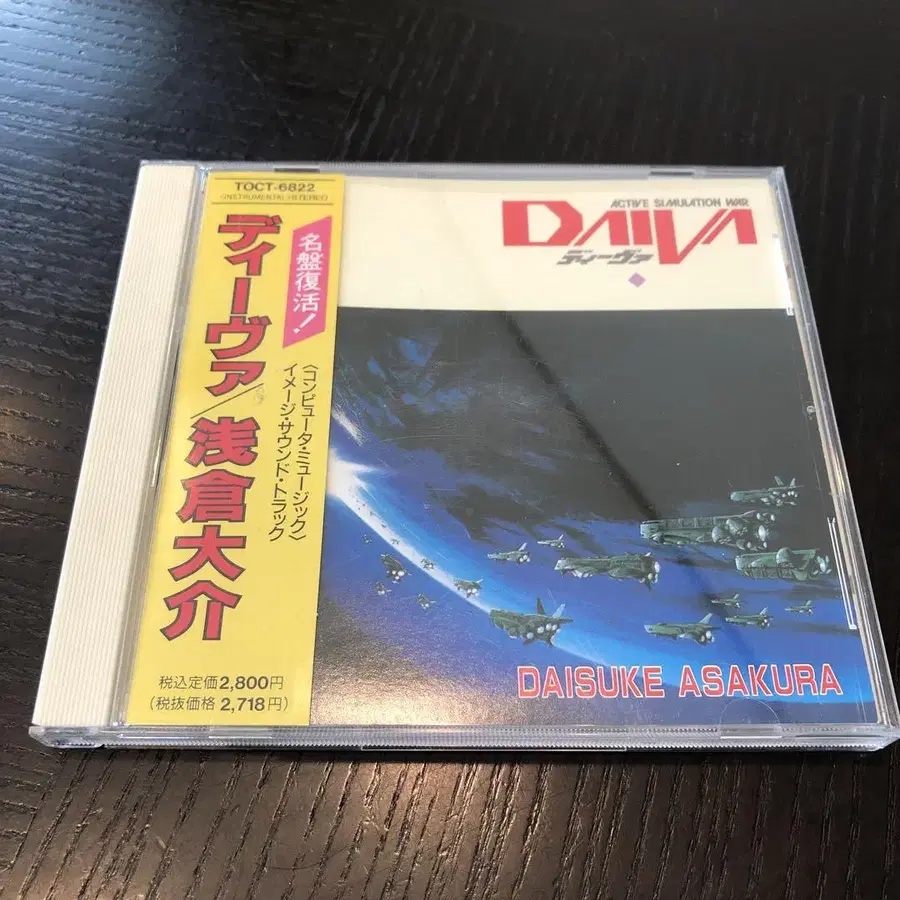 TOCT-6822
〈INSTRUMENTAL〉STEREO
名盤復活!
ディーヴァ/浅倉大介
〈コンピュータ・ミュージック〉
イメージ・サウンド・トラック
税込定価2,800円
(税抜価格 2,718円)
ACTIVE SIMULATION WAR
DAIVA
ディーヴァ
DAISUKE ASAKURA